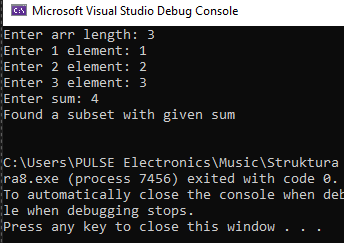 Microsoft Visual Studio Debug Console
Enter arr length: 3
Enter 1 element: 1
Enter 2 element: 2
Enter 3 element: 3
Enter sum: 4
Found a subset with given sum
C:\Users\PULSE Electronics\Music\Struktura
ra8.exe (process 7456) exited with code 0.
To automatically close the console when deb
le when debugging stops.
Press any key to close this window . . .